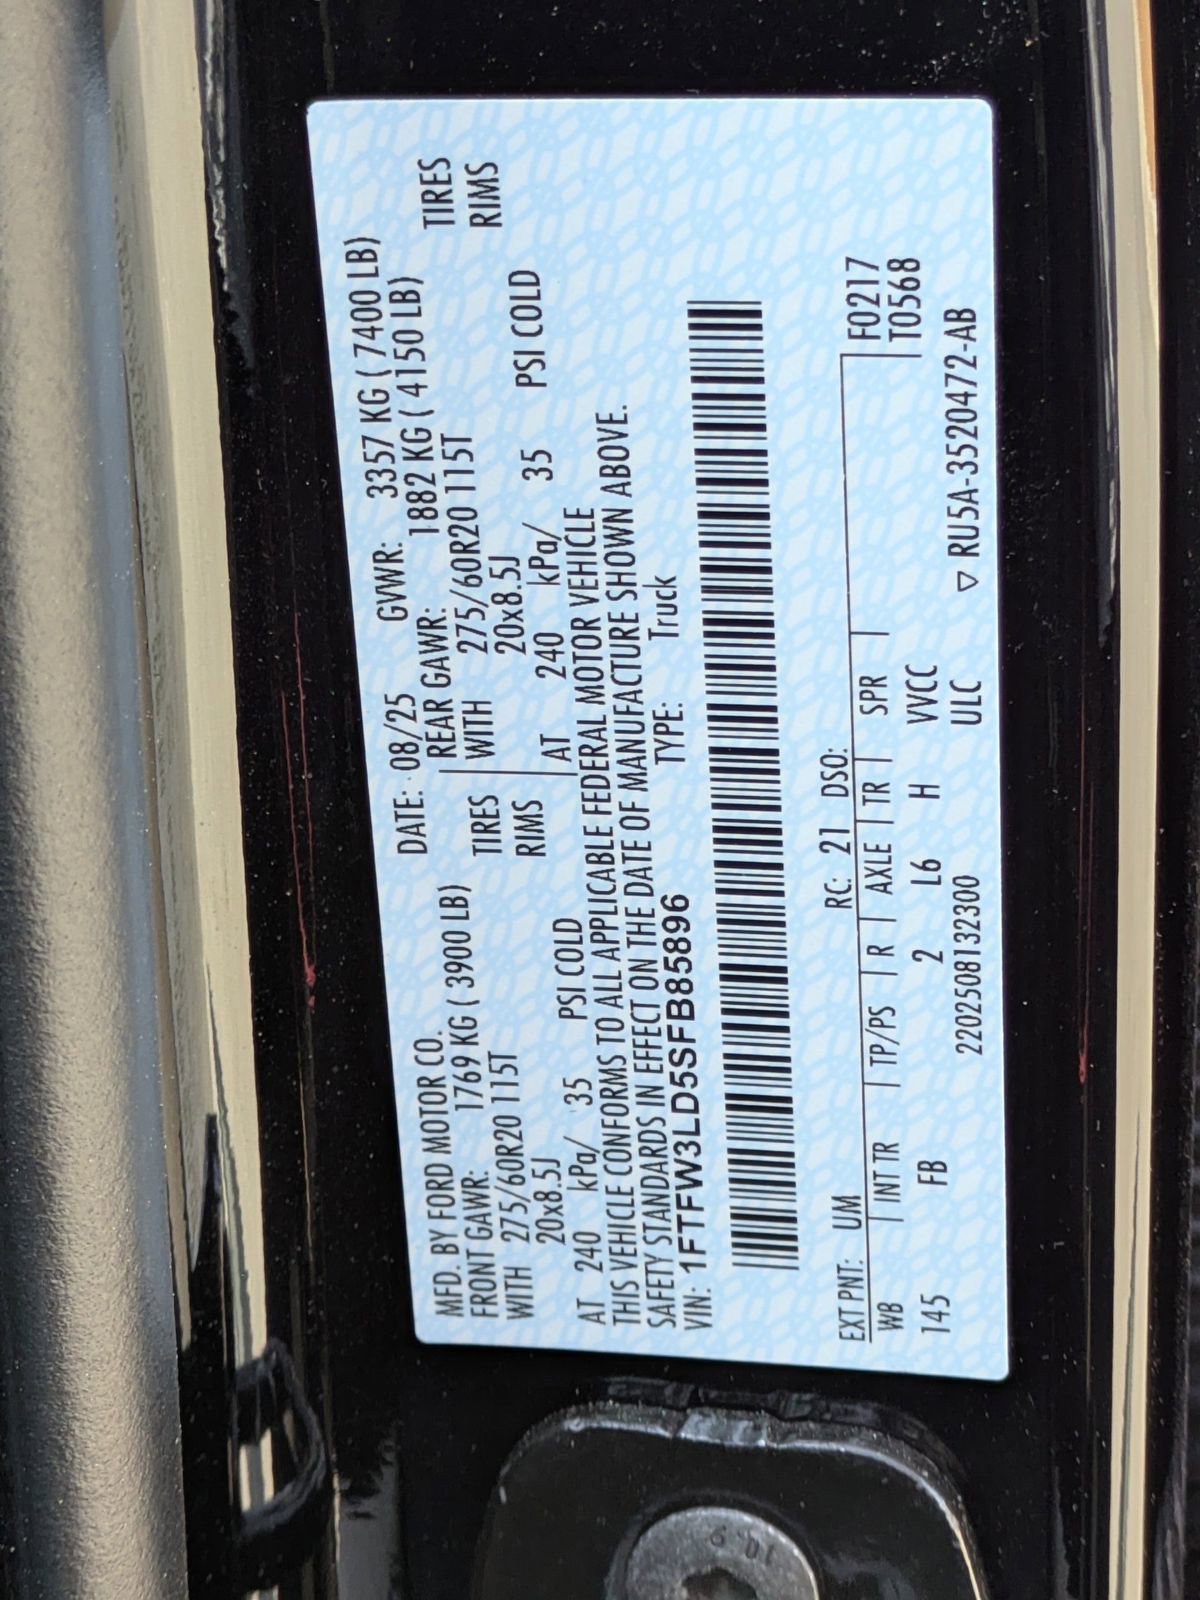 MFD. BY FORD MOTOR CO. DATE: 08/25 GVWR: 3357 KG ( 7400 LB)
FRONT GAWR: 1769 KG ( 3900 LB) REAR GAWR: 1882 KG ( 4150 LB)
WITH 275/60R20 115T TIRES WITH 275/60R20 115T TIRES
20x8.5J RIMS 20x8.5J RIMS
AT 240 kPa/ 35 PSI COLD AT 240 kPa/ 35 PSI COLD
THIS VEHICLE CONFORMS TO ALL APPLICABLE FEDERAL MOTOR VEHICLE
SAFETY STANDARDS IN EFFECT ON THE DATE OF MANUFACTURE SHOWN ABOVE.
VIN: 1FTFW3LD5SFB85896 TYPE: Truck
EXT PNT: UM RC: 21 DSO: F0217
WB INT TR TP/PS R AXLE TR SPR T0568
145 FB 2 L6 H VVCC
2202508132300 ULC ▽ RU5A-3520472-AB
10.9